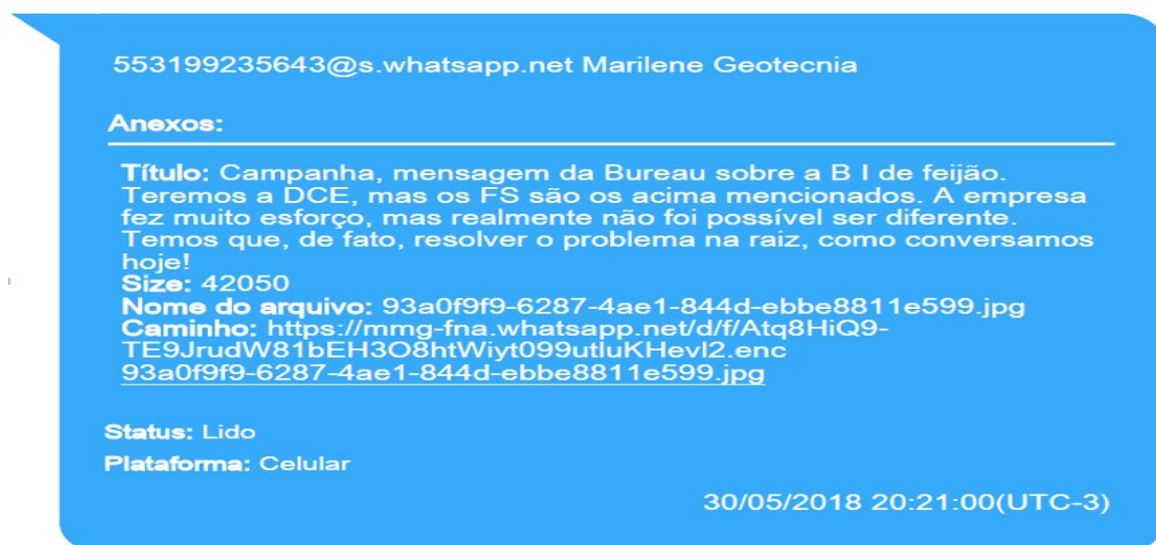 553199235643@s.whatsapp.net Marilene Geotecnia
Anexos:
Título: Campanha, mensagem da Bureau sobre a B I de feijão.
Teremos a DCE, mas os FS são os acima mencionados. A empresa
fez muito esforço, mas realmente não foi possível ser diferente.
Temos que, de fato, resolver o problema na raiz, como conversamos
hoje!
Size: 42050
Nome do arquivo: 93a0f9f9-6287-4ae1-844d-ebbe8811e599.jpg
Caminho: https://mmg-fna.whatsapp.net/d/f/Atq8HiQ9-
TE9JrudW81bEH3O8htWiyt099utluKHevl2.enc
93a0f9f9-6287-4ae1-844d-ebbe8811e599.jpg
Status: Lido
Plataforma: Celular
30/05/2018 20:21:00(UTC-3)